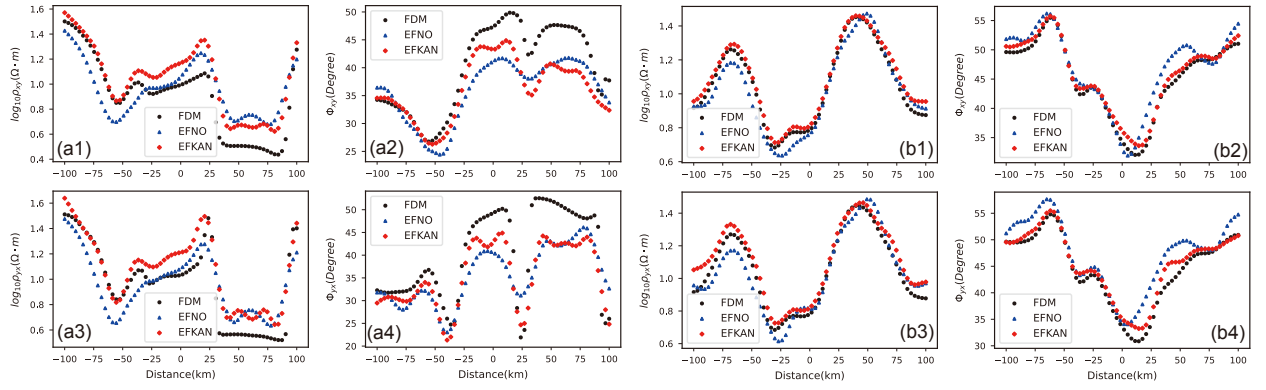 log₁₀ρxy(Ω • m)
1.6
1.4
1.2
1.0
0.8
0.6
0.4
FDM
EFNO
EFKAN
(a1)
−100 −75 −50 −25 0 25 50 75 100
Φxy(Degree)
50
45
40
35
30
25
FDM
EFNO
EFKAN
(a2)
−100 −75 −50 −25 0 25 50 75 100
log₁₀ρxy(Ω • m)
1.4
1.2
1.0
0.8
0.6
FDM
EFNO
EFKAN
(b1)
−100 −75 −50 −25 0 25 50 75 100
Φxy(Degree)
55
50
45
40
35
FDM
EFNO
EFKAN
(b2)
−100 −75 −50 −25 0 25 50 75 100
log₁₀ρyx(Ω • m)
1.6
1.4
1.2
1.0
0.8
0.6
FDM
EFNO
EFKAN
(a3)
−100 −75 −50 −25 0 25 50 75 100
Distance(km)
Φyx(Degree)
50
45
40
35
30
25
20
FDM
EFNO
EFKAN
(a4)
−100 −75 −50 −25 0 25 50 75 100
Distance(km)
log₁₀ρyx(Ω • m)
1.4
1.2
1.0
0.8
0.6
FDM
EFNO
EFKAN
(b3)
−100 −75 −50 −25 0 25 50 75 100
Distance(km)
Φyx(Degree)
55
50
45
40
35
30
FDM
EFNO
EFKAN
(b4)
−100 −75 −50 −25 0 25 50 75 100
Distance(km)